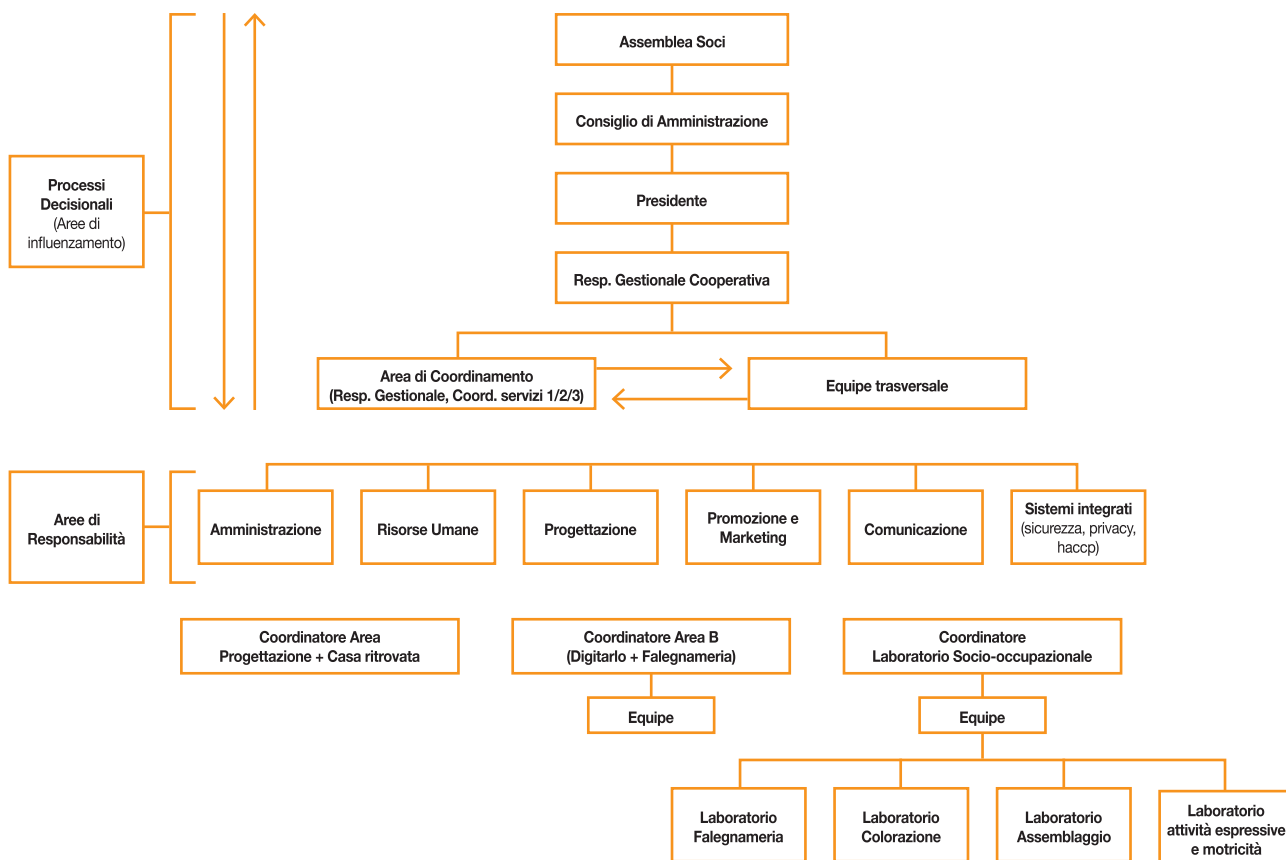 Assemblea Soci
Consiglio di Amministrazione
Processi
Decisionali
(Aree di
influenzamento)
Presidente
Resp. Gestionale Cooperativa
Area di Coordinamento
(Resp. Gestionale, Coord. servizi 1/2/3)
Equipe trasversale
Aree di
Responsabilità
Amministrazione
Risorse Umane
Progettazione
Promozione e
Marketing
Comunicazione
Sistemi integrati
(sicurezza, privacy,
haccp)
Coordinatore Area
Progettazione + Casa ritrovata
Coordinatore Area B
(Digitarlo + Falegnameria)
Coordinatore
Laboratorio Socio-occupazionale
Equipe
Equipe
Laboratorio
Falegnameria
Laboratorio
Colorazione
Laboratorio
Assemblaggio
Laboratorio
attività espressive
e motricità